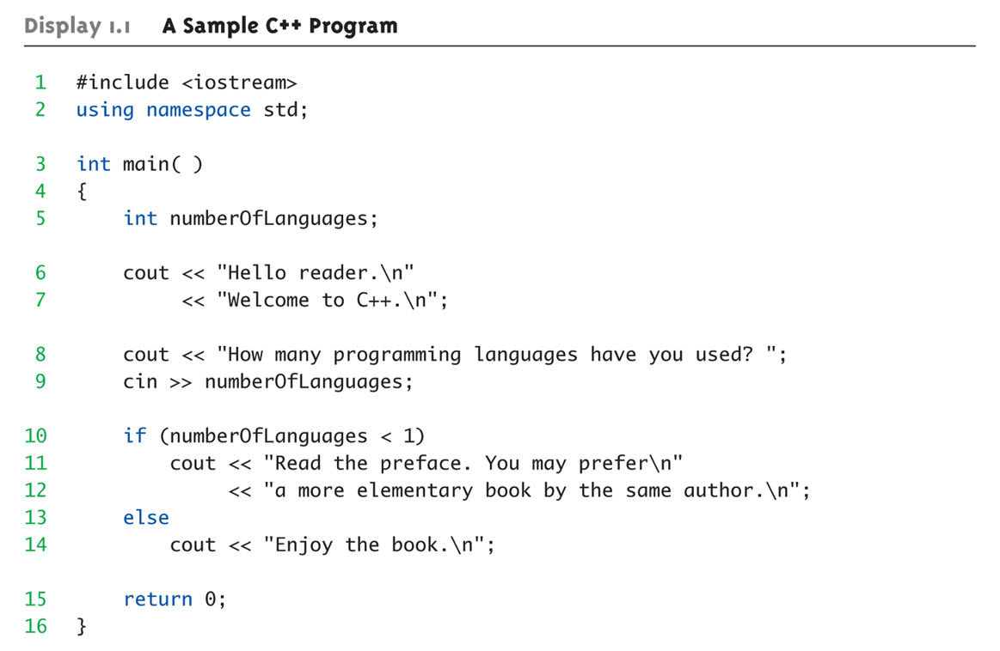 Display 1.1 A Sample C++ Program
1 #include <iostream>
2 using namespace std;
3 int main( )
4 {
5 int numberOfLanguages;
6 cout << "Hello reader.\n"
7 << "Welcome to C++.\n";
8 cout << "How many programming languages have you used? ";
9 cin >> numberOfLanguages;
10 if (numberOfLanguages < 1)
11 cout << "Read the preface. You may prefer\n"
12 << "a more elementary book by the same author.\n";
13 else
14 cout << "Enjoy the book.\n";
15 return 0;
16 }